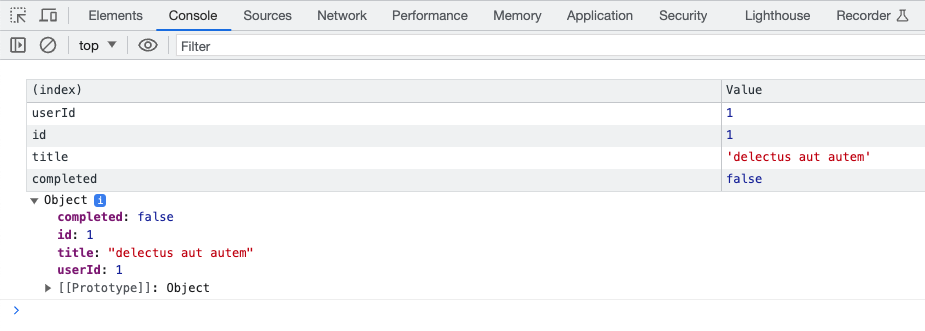 Elements Console Sources Network Performance Memory Application Security Lighthouse Recorder
top Filter
(index) Value
userId 1
id 1
title 'delectus aut autem'
completed false
Object i
completed: false
id: 1
title: "delectus aut autem"
userId: 1
[[Prototype]]: Object